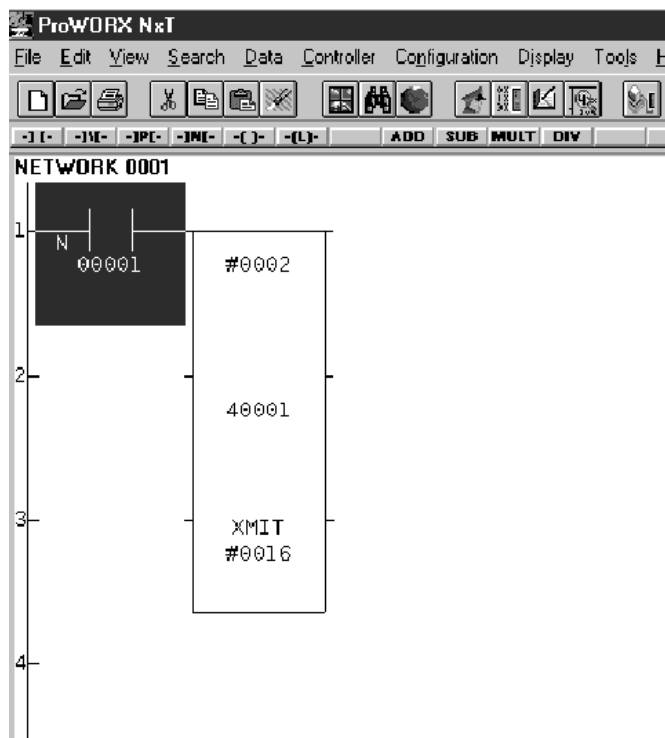 ProWORX NxT
File Edit View Search Data Controller Configuration Display Tools H
-] [- -]\[- -]P[- -]N[- -( )- -(L)- ADD SUB MULT DIV
NETWORK 0001
1
N
00001
#0002
2
40001
3
XMIT
#0016
4